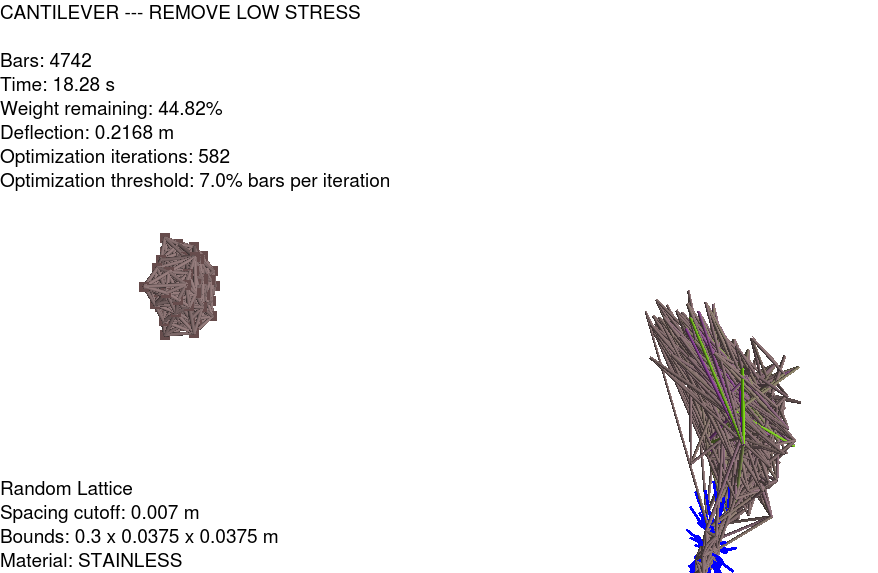 CANTILEVER --- REMOVE LOW STRESS
Bars: 4742
Time: 18.28 s
Weight remaining: 44.82%
Deflection: 0.2168 m
Optimization iterations: 582
Optimization threshold: 7.0% bars per iteration
Random Lattice
Spacing cutoff: 0.007 m
Bounds: 0.3 x 0.0375 x 0.0375 m
Material: STAINLESS